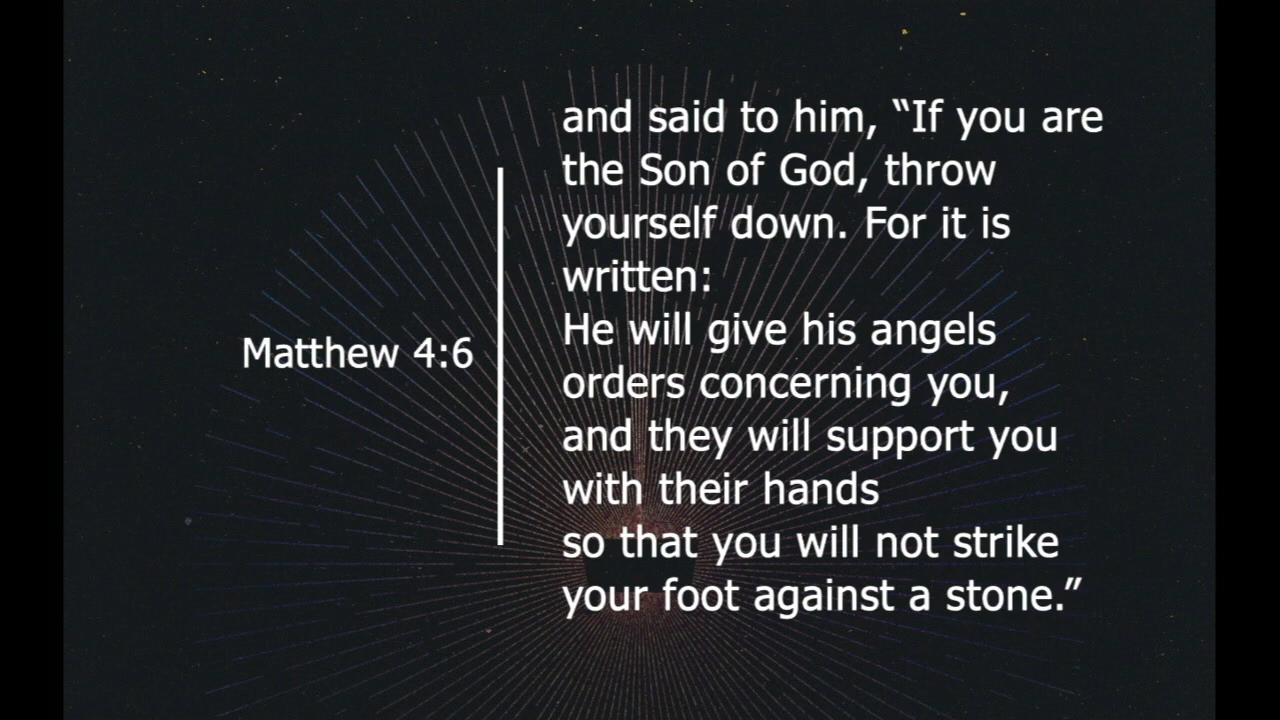 Matthew 4:6
and said to him, “If you are
the Son of God, throw
yourself down. For it is
written:
He will give his angels
orders concerning you,
and they will support you
with their hands
so that you will not strike
your foot against a stone.”